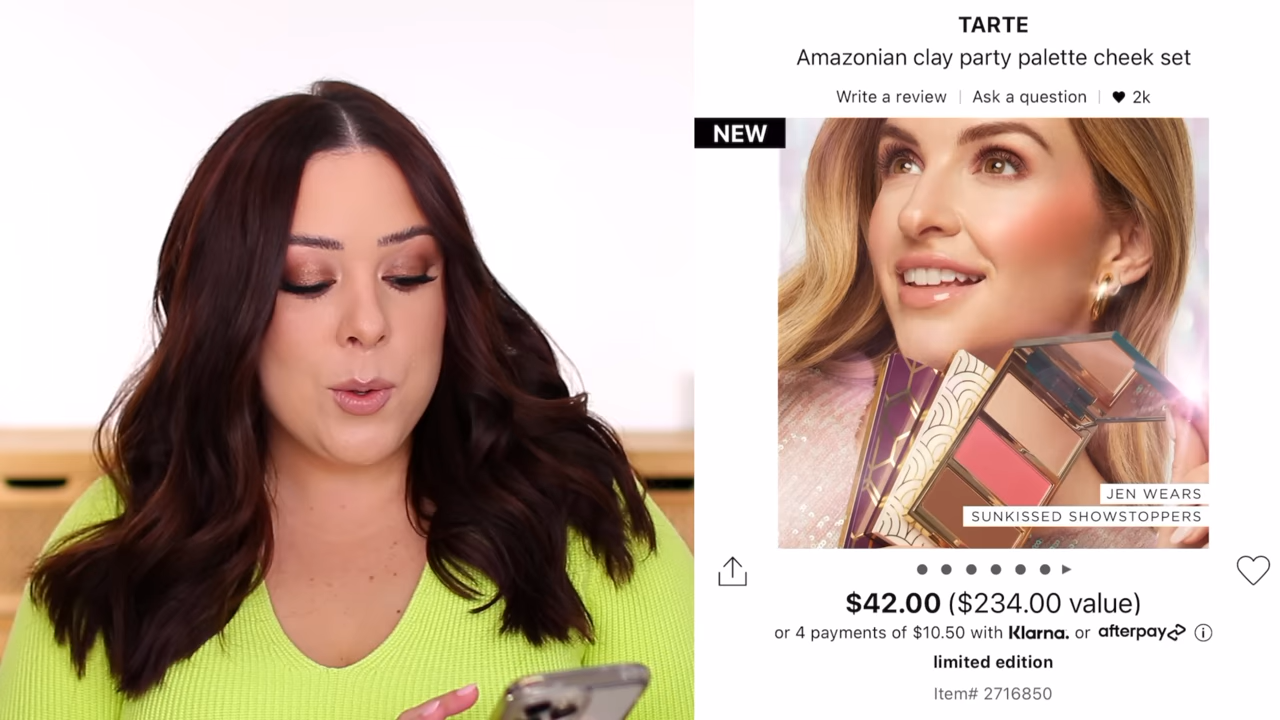 TARTE
Amazonian clay party palette cheek set
Write a review | Ask a question | ♥ 2k
NEW
JEN WEARS
SUNKISSED SHOWSTOPPERS
$42.00 ($234.00 value)
or 4 payments of $10.50 with Klarna. or afterpay
limited edition
Item# 2716850